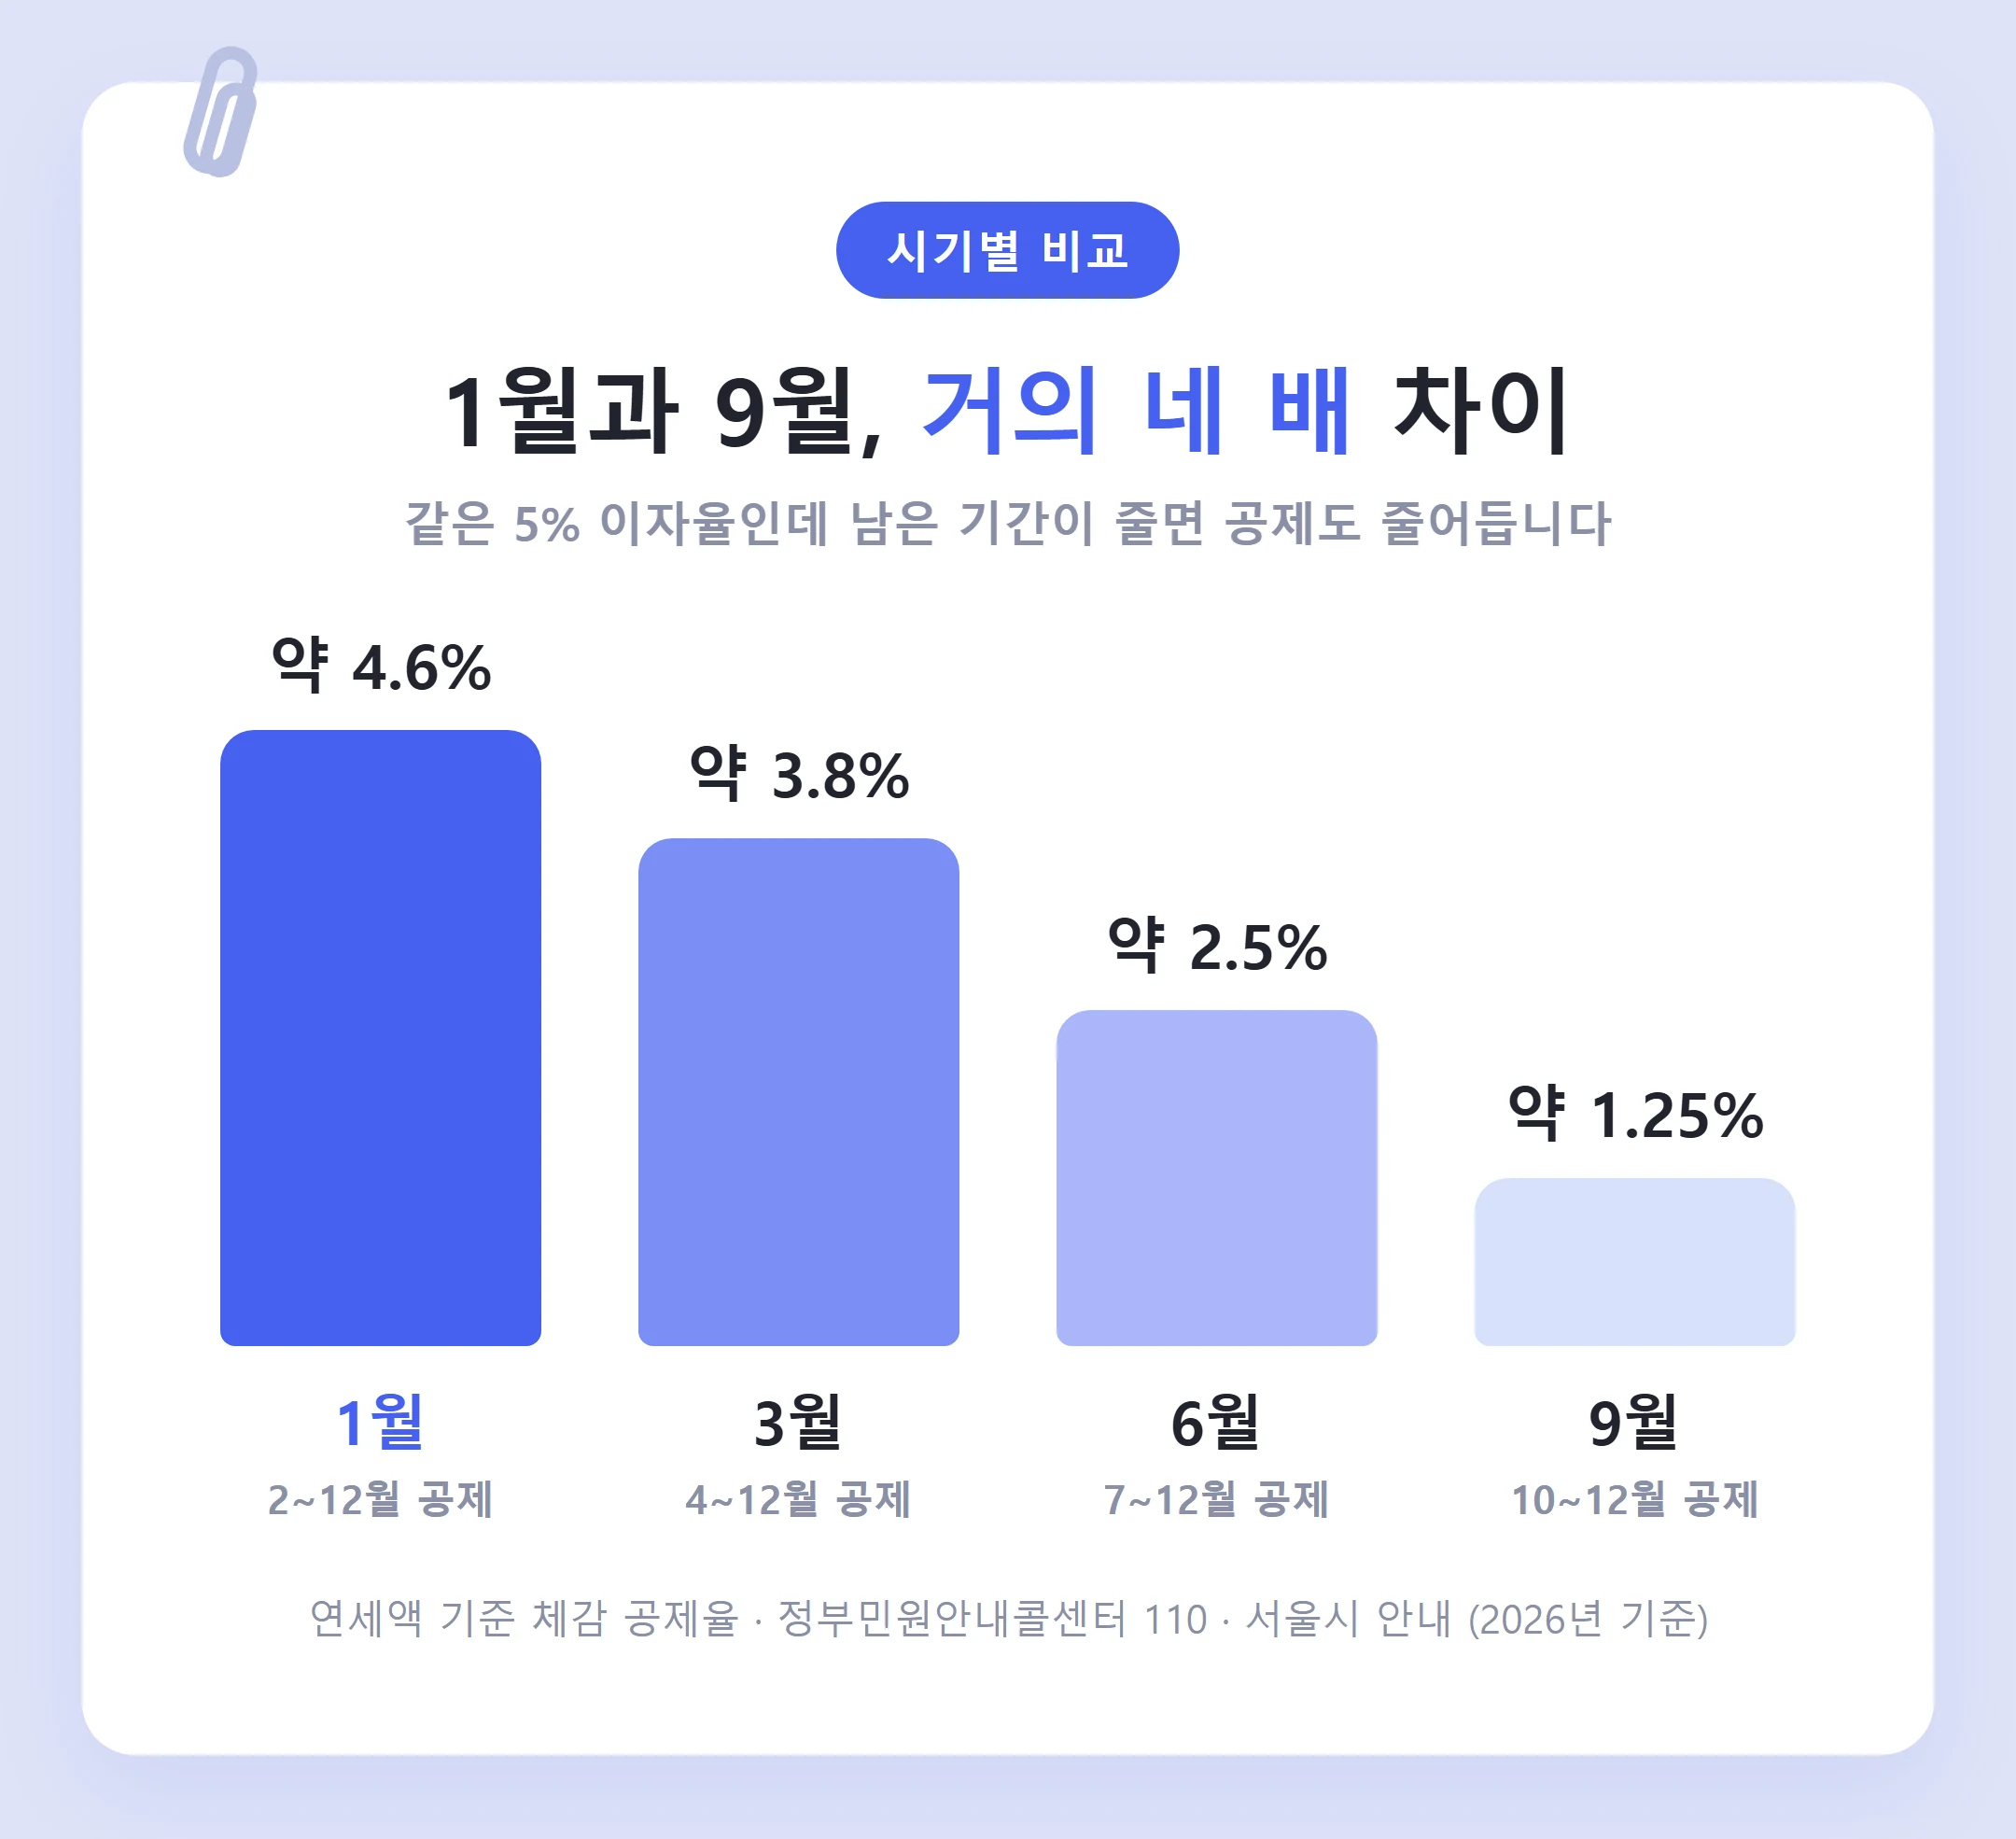 시기별 비교
1월과 9월, 거의 네 배 차이
같은 5% 이자율인데 남은 기간이 줄면 공제도 줄어듭니다
약 4.6%
약 3.8%
약 2.5%
약 1.25%
1월
2~12월 공제
3월
4~12월 공제
6월
7~12월 공제
9월
10~12월 공제
연세액 기준 체감 공제율 · 정부민원안내콜센터 110 · 서울시 안내 (2026년 기준)